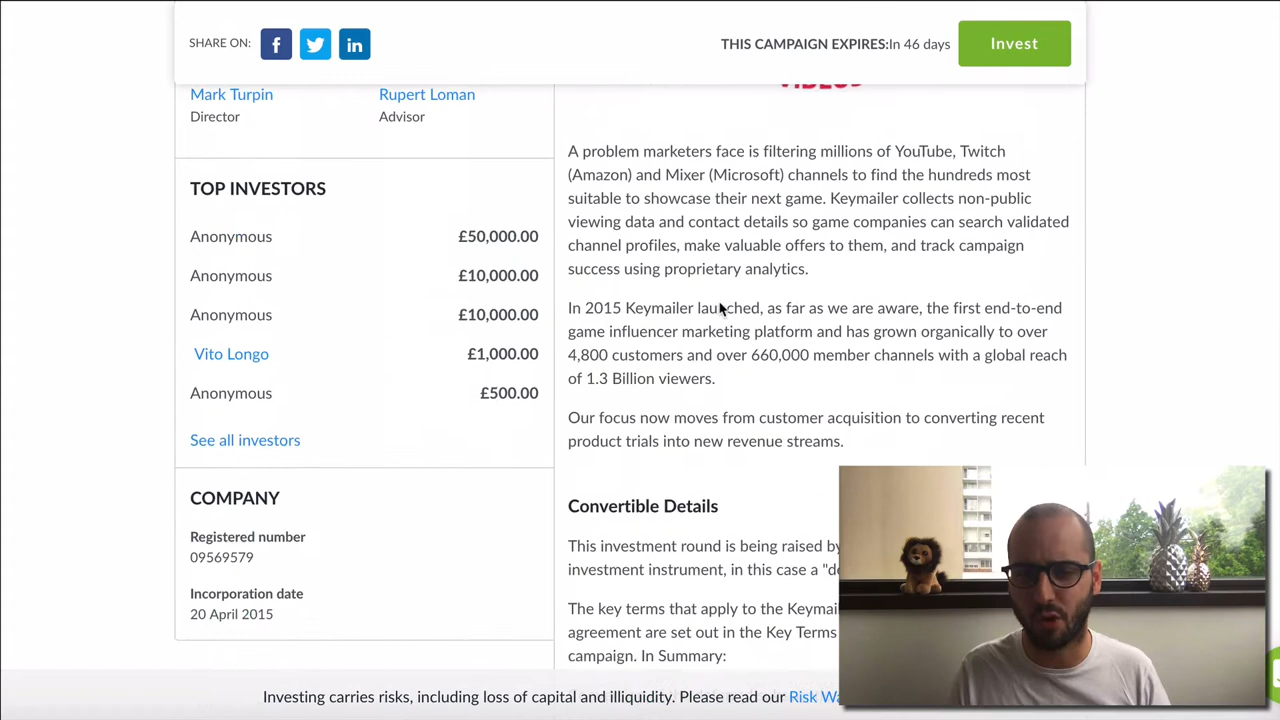 SHARE ON:
THIS CAMPAIGN EXPIRES:In 46 days
Invest
Mark Turpin
Director
Rupert Loman
Advisor
TOP INVESTORS
Anonymous £50,000.00
Anonymous £10,000.00
Anonymous £10,000.00
Vito Longo £1,000.00
Anonymous £500.00
See all investors
COMPANY
Registered number
09569579
Incorporation date
20 April 2015
A problem marketers face is filtering millions of YouTube, Twitch
(Amazon) and Mixer (Microsoft) channels to find the hundreds most
suitable to showcase their next game. Keymailer collects non-public
viewing data and contact details so game companies can search validated
channel profiles, make valuable offers to them, and track campaign
success using proprietary analytics.
In 2015 Keymailer launched, as far as we are aware, the first end-to-end
game influencer marketing platform and has grown organically to over
4,800 customers and over 660,000 member channels with a global reach
of 1.3 Billion viewers.
Our focus now moves from customer acquisition to converting recent
product trials into new revenue streams.
Convertible Details
This investment round is being raised by
investment instrument, in this case a
The key terms that apply to the
agreement are set out in the Key Terms
campaign. In Summary:
Investing carries risks, including loss of capital and illiquidity. Please read our Risk